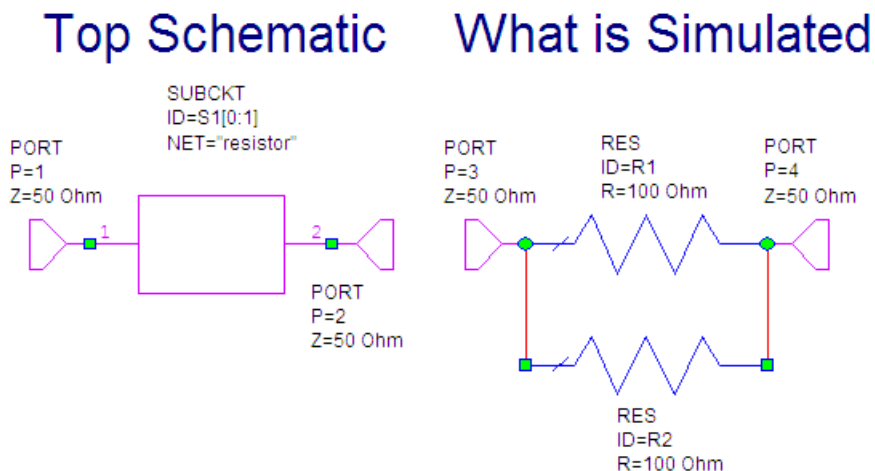 Top Schematic
What is Simulated
SUBCKT
ID=S1[0:1]
NET="resistor"
PORT
P=1
Z=50 Ohm
1
2
PORT
P=2
Z=50 Ohm
PORT
P=3
Z=50 Ohm
RES
ID=R1
R=100 Ohm
PORT
P=4
Z=50 Ohm
RES
ID=R2
R=100 Ohm